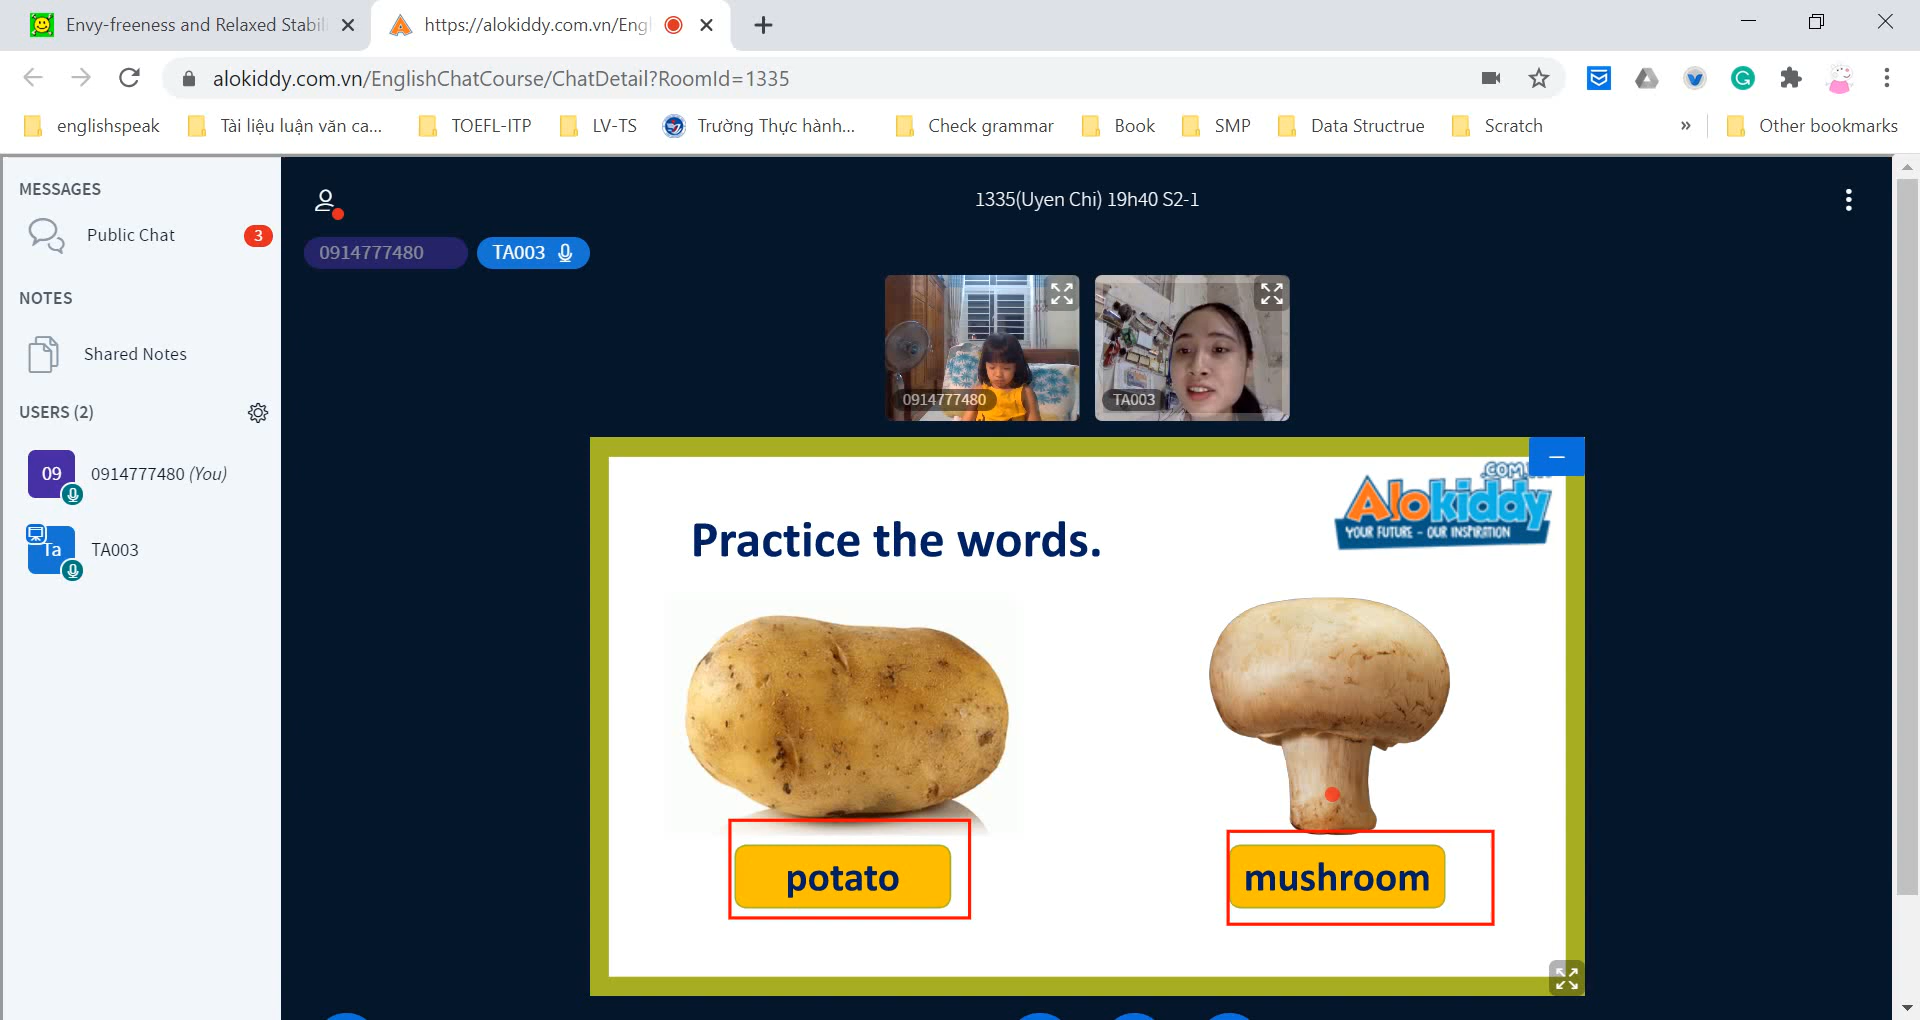 Envy-freeness and Relaxed Stabil
https://alokiddy.com.vn/Engl
alokiddy.com.vn/EnglishChatCourse/ChatDetail?RoomId=1335
englishspeak
Tài liệu luận văn ca...
TOEFL-ITP
LV-TS
Trường Thực hành...
Check grammar
Book
SMP
Data Structrue
Scratch
»
Other bookmarks
MESSAGES
Public Chat
3
NOTES
Shared Notes
USERS (2)
09
0914777480 (You)
Ta
TA003
1335(Uyen Chi) 19h40 S2-1
0914777480
TA003
0914777480
TA003
Alokiddy
YOUR FUTURE - OUR INSPIRATION
Practice the words.
potato
mushroom